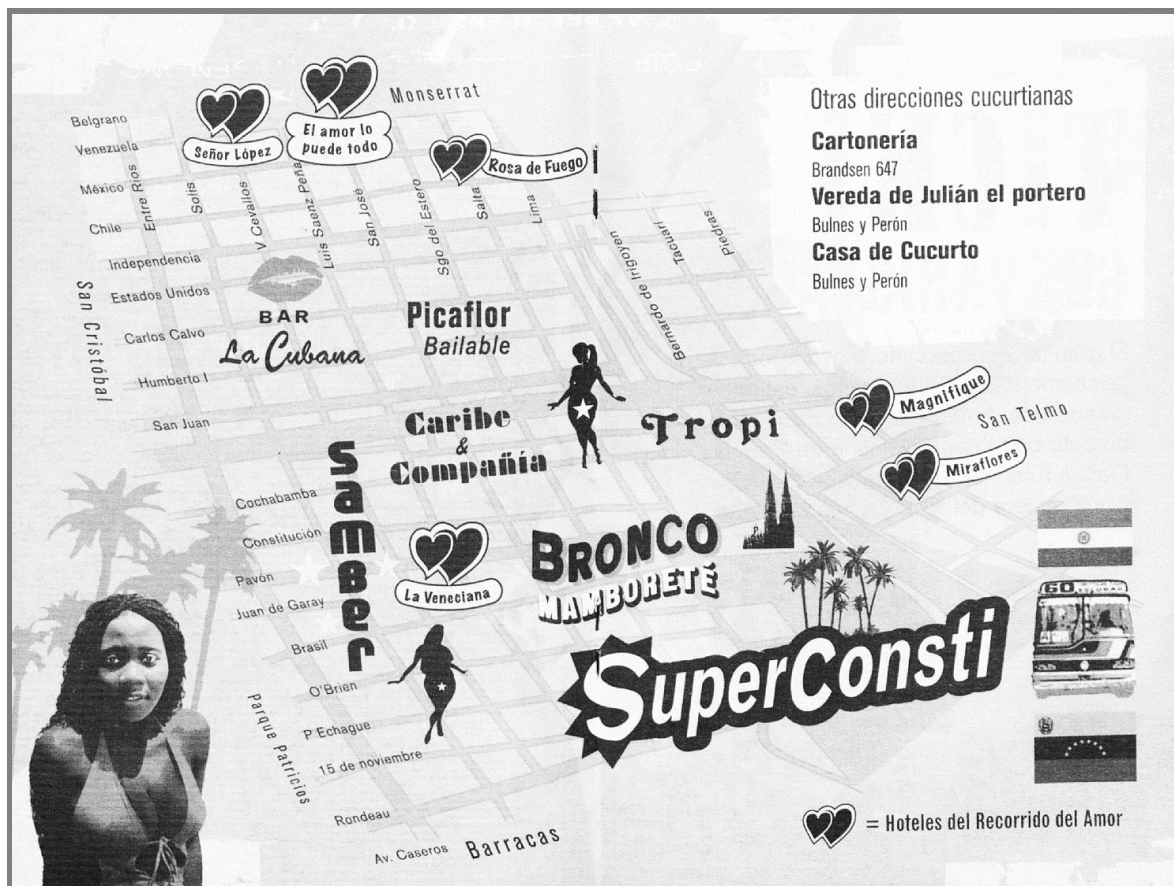 Monserrat
Señor López
El amor lo
puede todo
Rosa de Fuego
Otras direcciones cucurtianas
Cartonería
Brandsen 647
Vereda de Julián el portero
Bulnes y Perón
Casa de Cucurto
Bulnes y Perón
Belgrano
Venezuela
México
Chile
Independencia
Estados Unidos
Carlos Calvo
Humberto I
San Juan
Entre Rios
Solis
V Cevallos
Luis Saenz Peña
San Jose
Sgo del Estero
Salta
Lima
Bernardo de Irigoyen
Tacuari
Piedras
San Cristóbal
BAR
La Cubana
Picaflor
Bailable
Caribe
&
Compañía
Tropi
Magnifique
San Telmo
Miraflores
Samber
Cochabamba
Constitución
Pavón
Juan de Garay
Brasil
O'Brien
P Echague
15 de noviembre
Rondeau
Av. Caseros
La Veneciana
BRONCO
MAMBORETÉ
SuperConsti
60
Parque Patricios
Barracas
= Hoteles del Recorrido del Amor